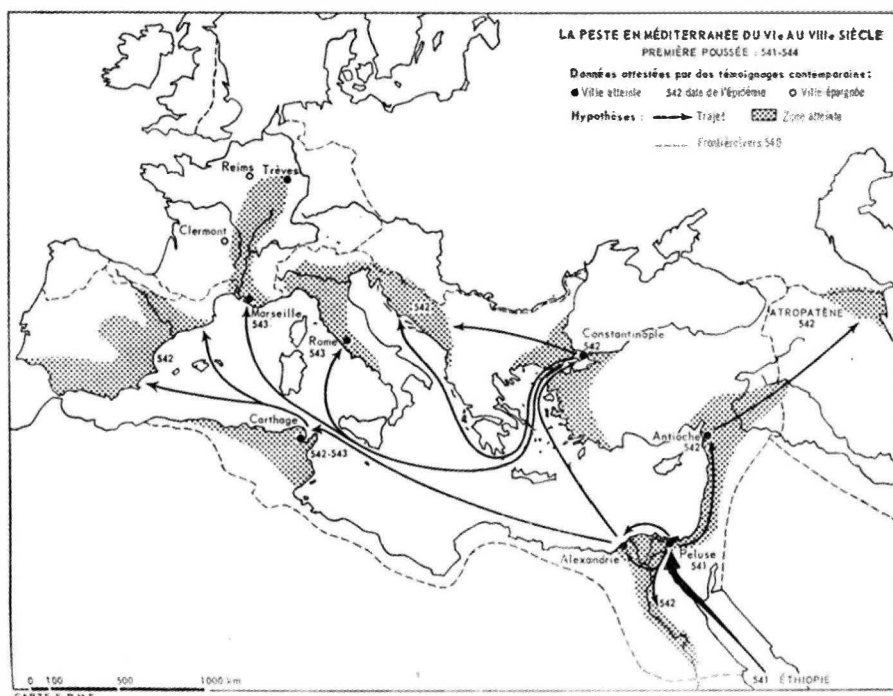 LA PESTE EN MÉDITERRANÉE DU VIe AU VIIIe SIÈCLE
PREMIÈRE POUSSÉE : 541-544
Données attestées par des témoignages contemporains:
Ville atteinte 542 date de l'épidémie Ville épargnée
Hypothèses : Trajet Zone atteinte
Frontières vers 540
Reims
Trèves
Clermont
Marseille
543
Rome
543
542
542
Constantinople
542
ATROPATÈNE
542
Carthage
542-543
Antioche
542
Alexandrie
Peluse
541
542
541 ÉTHIOPIE
0 100 500 1000 km